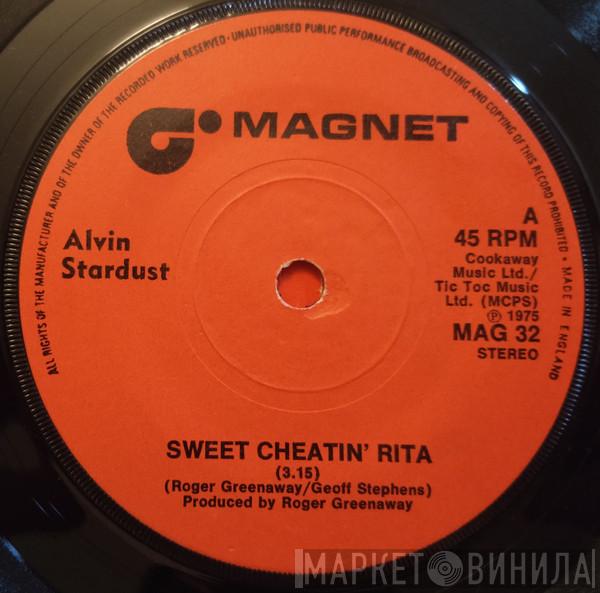 ALL RIGHTS OF THE MANUFACTURER AND OF THE OWNER OF THE RECORDED WORK RESERVED · UNAUTHORISED PUBLIC PERFORMANCE BROADCASTING AND COPYING OF THIS RECORD PROHIBITED · MADE IN ENGLAND
MAGNET
Alvin
Stardust
A
45 RPM
Cookaway
Music Ltd./
Tic Toc Music
Ltd. (MCPS)
℗ 1975
MAG 32
STEREO
SWEET CHEATIN' RITA
(3.15)
(Roger Greenaway/Geoff Stephens)
Produced by Roger Greenaway
МАРКЕТ ВИНИЛА